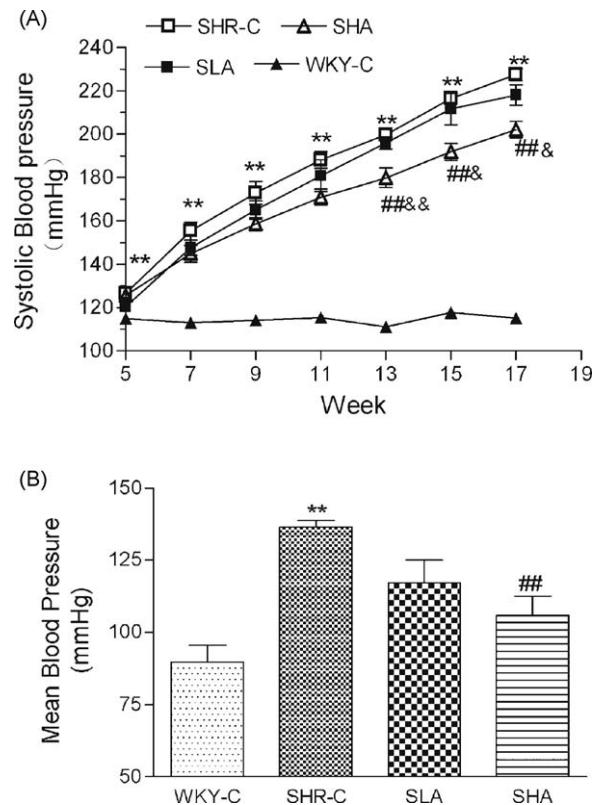 (A)
SHR-C SHA
SLA WKY-C
Systolic Blood pressure
(mmHg)
240
220
200
180
160
140
120
100
**
**
**
**
**
**
**
##&&
##&
##&
5 7 9 11 13 15 17 19
Week
(B)
Mean Blood Pressure
(mmHg)
150
125
100
75
50
**
##
WKY-C SHR-C SLA SHA